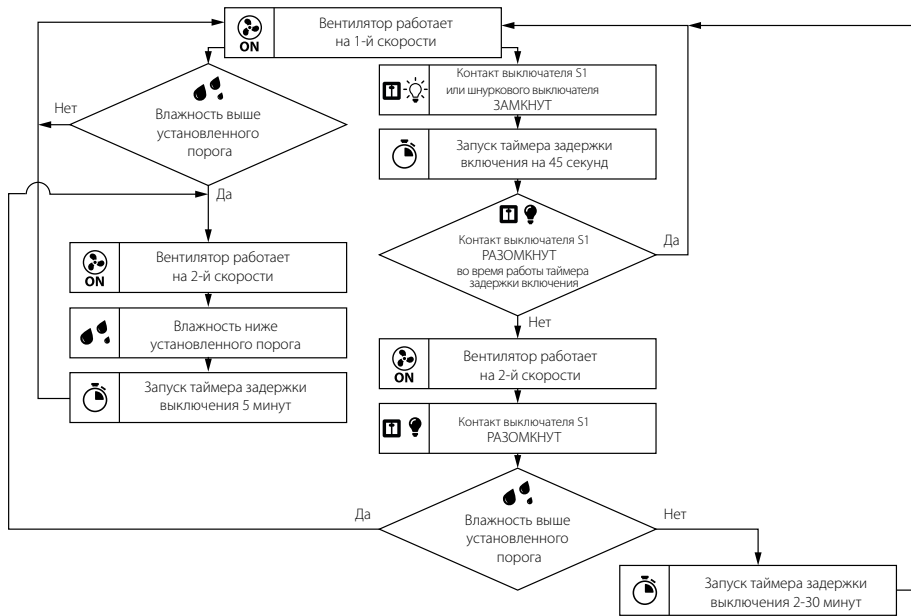 ON
Вентилятор работает
на 1-й скорости
Нет
Влажность выше
установленного
порога
Да
ON
Вентилятор работает
на 2-й скорости
Влажность ниже
установленного порога
Запуск таймера задержки
выключения 5 минут
Контакт выключателя S1
или шнуркового выключателя
ЗАМКНУТ
Запуск таймера задержки
включения на 45 секунд
Контакт выключателя S1
РАЗОМКНУТ
во время работы таймера
задержки включения
Да
Нет
ON
Вентилятор работает
на 2-й скорости
Контакт выключателя S1
РАЗОМКНУТ
Да
Влажность выше
установленного
порога
Нет
Запуск таймера задержки
выключения 2-30 минут